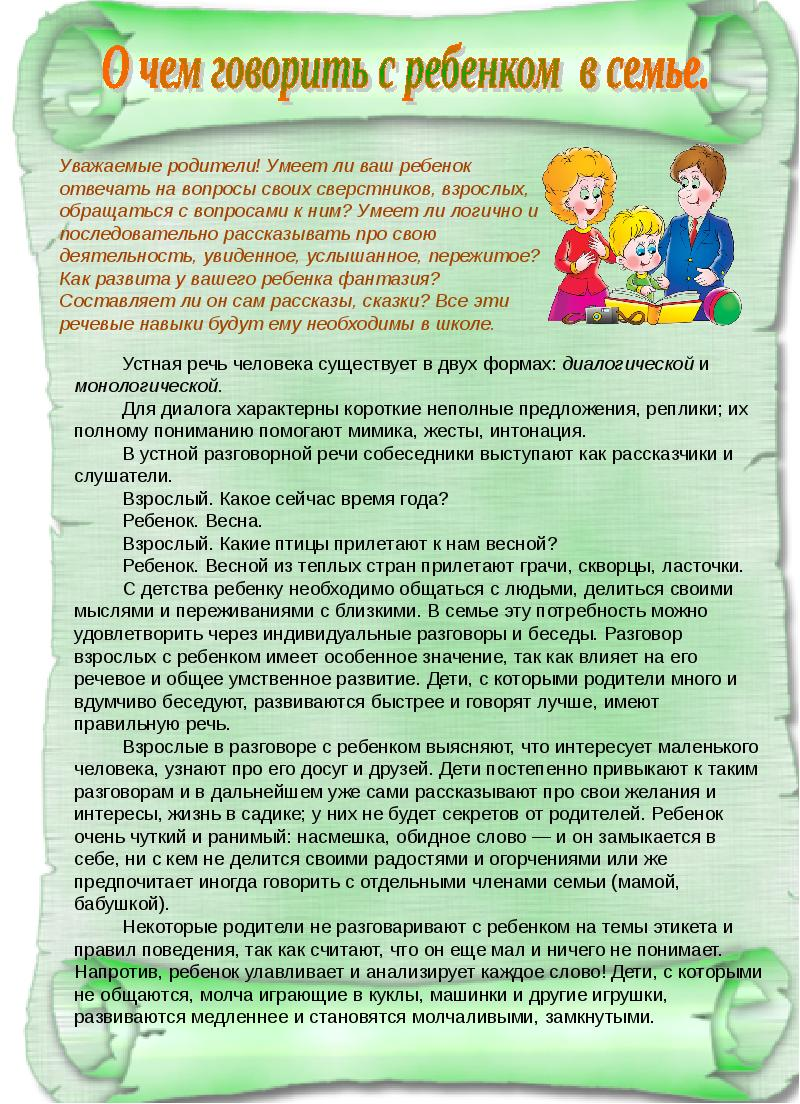 О чем говорить с ребенком в семье.
Уважаемые родители! Умеет ли ваш ребенок
отвечать на вопросы своих сверстников, взрослых,
обращаться с вопросами к ним? Умеет ли логично и
последовательно рассказывать про свою
деятельность, увиденное, услышанное, пережитое?
Как развита у вашего ребенка фантазия?
Составляет ли он сам рассказы, сказки? Все эти
речевые навыки будут ему необходимы в школе.
Устная речь человека существует в двух формах: диалогической и
монологической.
Для диалога характерны короткие неполные предложения, реплики; их
полному пониманию помогают мимика, жесты, интонация.
В устной разговорной речи собеседники выступают как рассказчики и
слушатели.
Взрослый. Какое сейчас время года?
Ребенок. Весна.
Взрослый. Какие птицы прилетают к нам весной?
Ребенок. Весной из теплых стран прилетают грачи, скворцы, ласточки.
С детства ребенку необходимо общаться с людьми, делиться своими
мыслями и переживаниями с близкими. В семье эту потребность можно
удовлетворить через индивидуальные разговоры и беседы. Разговор
взрослых с ребенком имеет особенное значение, так как влияет на его
речевое и общее умственное развитие. Дети, с которыми родители много и
вдумчиво беседуют, развиваются быстрее и говорят лучше, имеют
правильную речь.
Взрослые в разговоре с ребенком выясняют, что интересует маленького
человека, узнают про его досуг и друзей. Дети постепенно привыкают к таким
разговорам и в дальнейшем уже сами рассказывают про свои желания и
интересы, жизнь в садике; у них не будет секретов от родителей. Ребенок
очень чуткий и ранимый: насмешка, обидное слово — и он замыкается в
себе, ни с кем не делится своими радостями и огорчениями или же
предпочитает иногда говорить с отдельными членами семьи (мамой,
бабушкой).
Некоторые родители не разговаривают с ребенком на темы этикета и
правил поведения, так как считают, что он еще мал и ничего не понимает.
Напротив, ребенок улавливает и анализирует каждое слово! Дети, с которыми
не общаются, молча играющие в куклы, машинки и другие игрушки,
развиваются медленнее и становятся молчаливыми, замкнутыми.